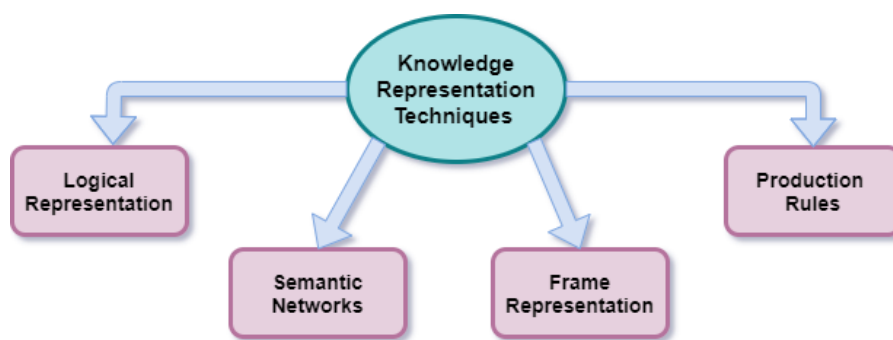 Knowledge
Representation
Techniques
Logical
Representation
Semantic
Networks
Frame
Representation
Production
Rules